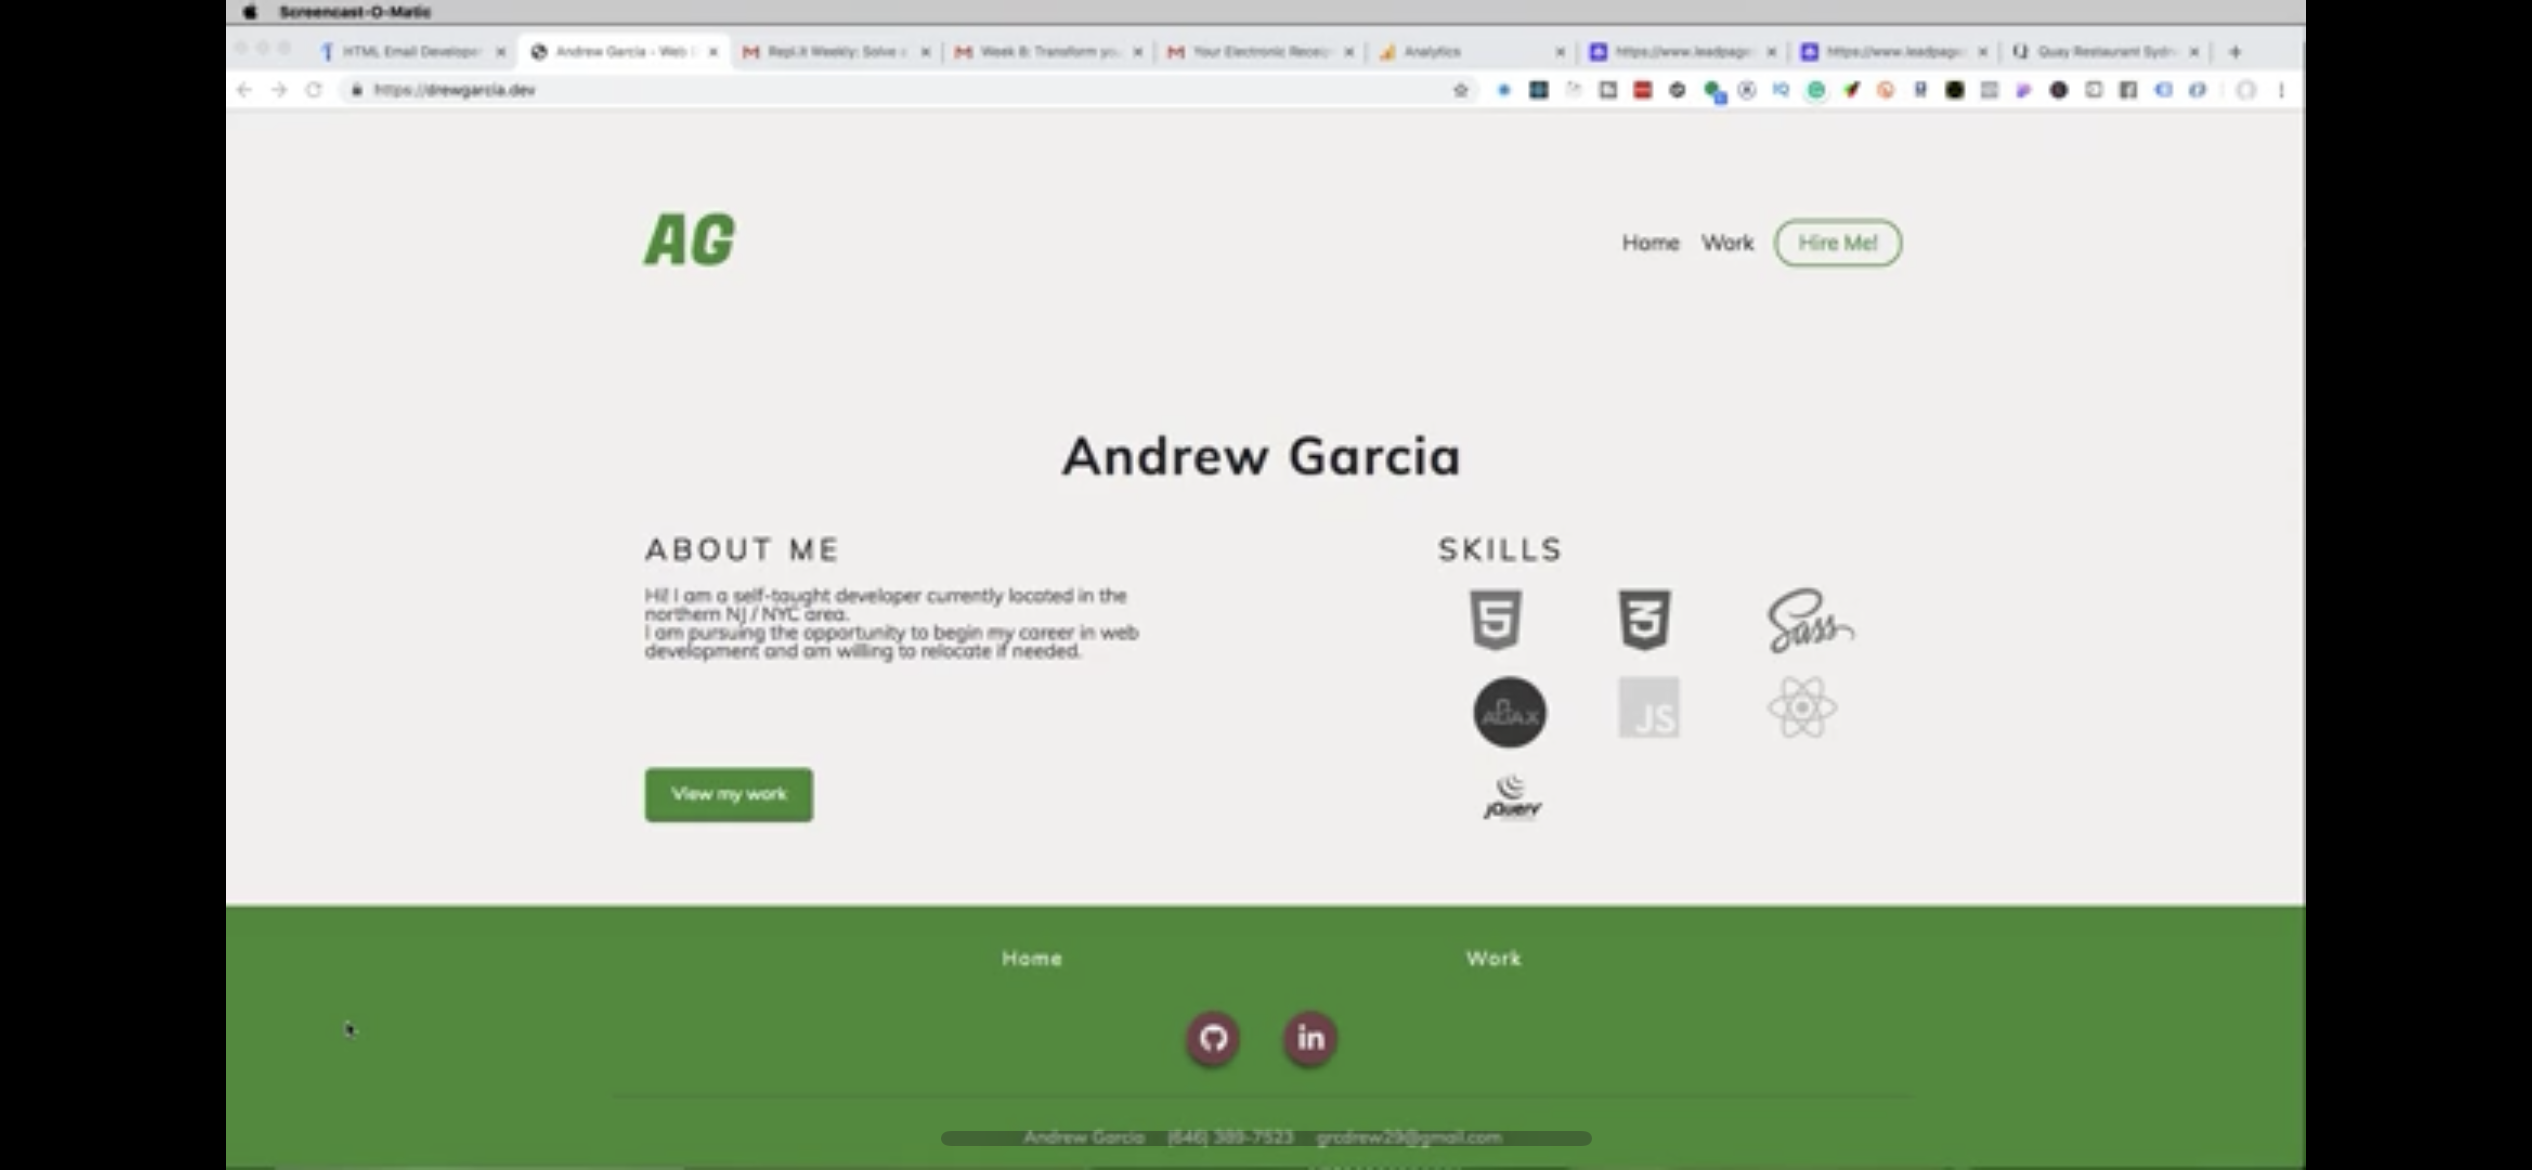 Screencast-O-Matic
HTML Email Develope
Andrew Garcia - Web
Repl.it Weekly: Solve
Week 8: Transform yo
Your Electronic Recei
Analytics
https://www.leadpage
https://www.leadpage
Quay Restaurant Syd
https://drewgarcia.dev
AG
Home Work Hire Me!
Andrew Garcia
ABOUT ME
Hi! I am a self-taught developer currently located in the
northern NJ / NYC area.
I am pursuing the opportunity to begin my career in web
development and am willing to relocate if needed.
View my work
SKILLS
5 3 Sass
AJAX JS
jQuery
Home Work
in
Andrew Garcia (646) 389-7523 grcdrew29@gmail.com